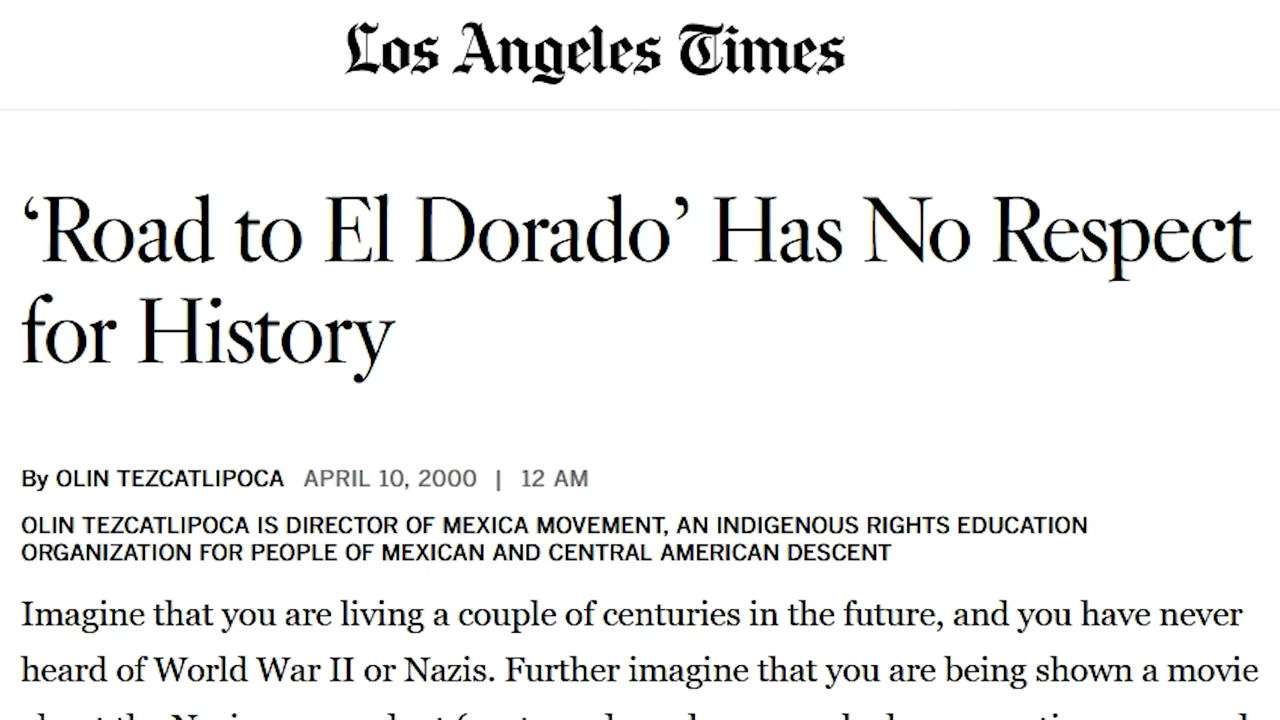 Los Angeles Times
‘Road to El Dorado’ Has No Respect
for History
By OLIN TEZCATLIPOCA APRIL 10, 2000 | 12 AM
OLIN TEZCATLIPOCA IS DIRECTOR OF MEXICA MOVEMENT, AN INDIGENOUS RIGHTS EDUCATION
ORGANIZATION FOR PEOPLE OF MEXICAN AND CENTRAL AMERICAN DESCENT
Imagine that you are living a couple of centuries in the future, and you have never
heard of World War II or Nazis. Further imagine that you are being shown a movie